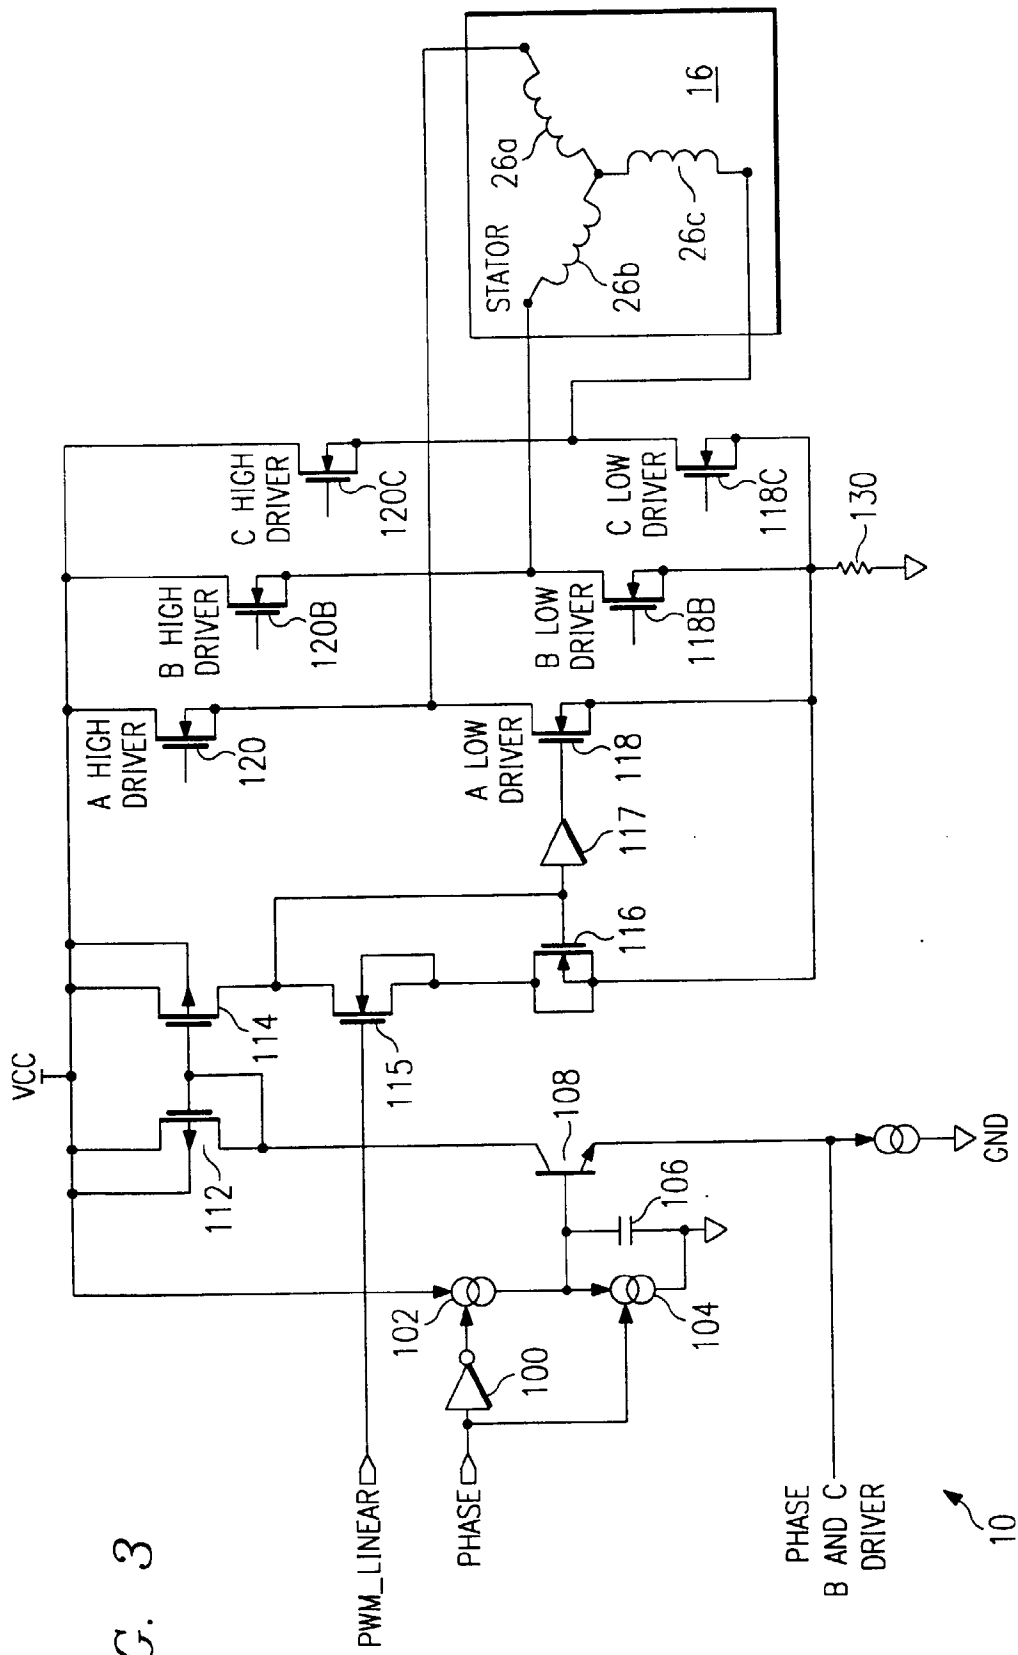 G. 3
VCC
A HIGH
DRIVER
120
B HIGH
DRIVER
120B
C HIGH
DRIVER
120C
112
114
115
PWM_LINEAR
PHASE
100
102
104
106
108
116
117
A LOW
DRIVER
118
B LOW
DRIVER
118B
C LOW
DRIVER
118C
130
STATOR
26a
26b
26c
16
PHASE
B AND C
DRIVER
GND
10